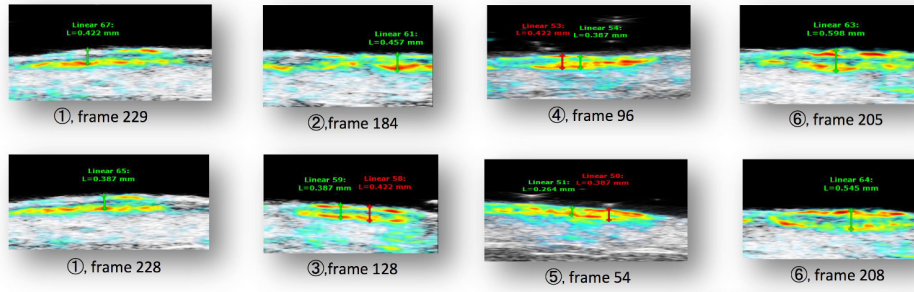 Linear 67:
L=0.422 mm
①, frame 229
Linear 61:
L=0.457 mm
②,frame 184
Linear 53:
L=0.422 mm
Linear 54:
L=0.387 mm
④, frame 96
Linear 63:
L=0.598 mm
⑥, frame 205
Linear 65:
L=0.387 mm
①, frame 228
Linear 59:
L=0.387 mm
Linear 58:
L=0.422 mm
③,frame 128
Linear 51:
L=0.264 mm
Linear 50:
L=0.387 mm
⑤, frame 54
Linear 64:
L=0.545 mm
⑥, frame 208